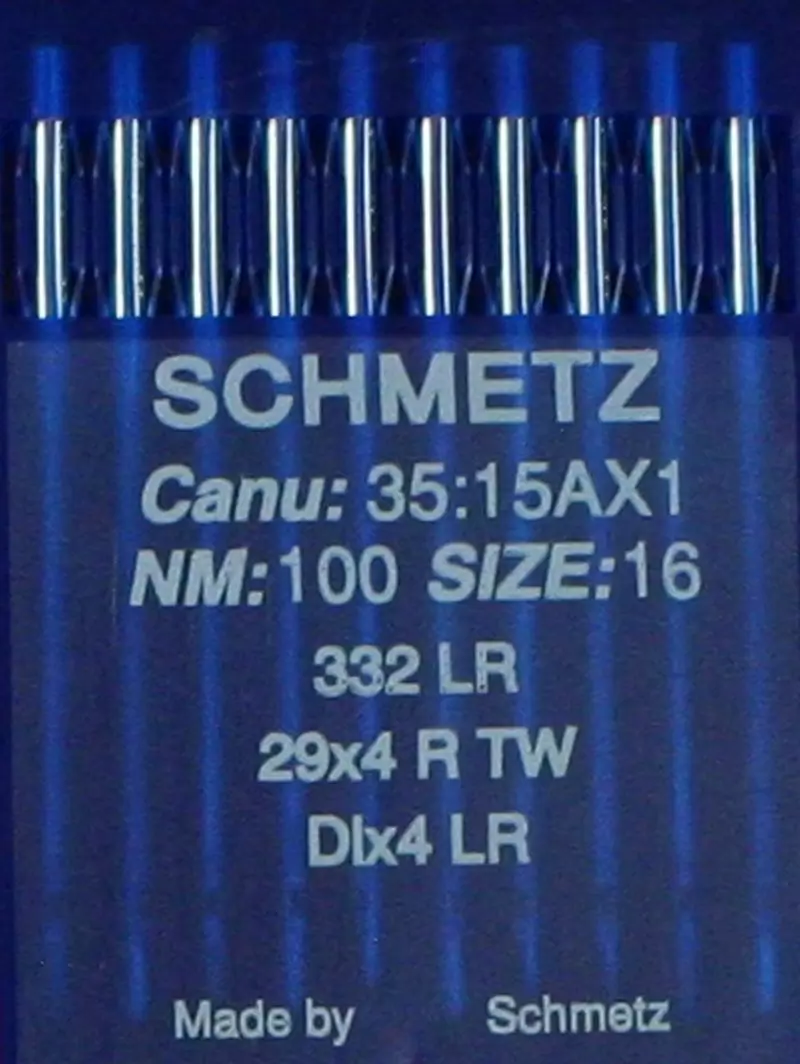 SCHMETZ
Canu: 35:15AX1
NM:100 SIZE:16
332 LR
29x4 R TW
DIx4 LR
Made by Schmetz